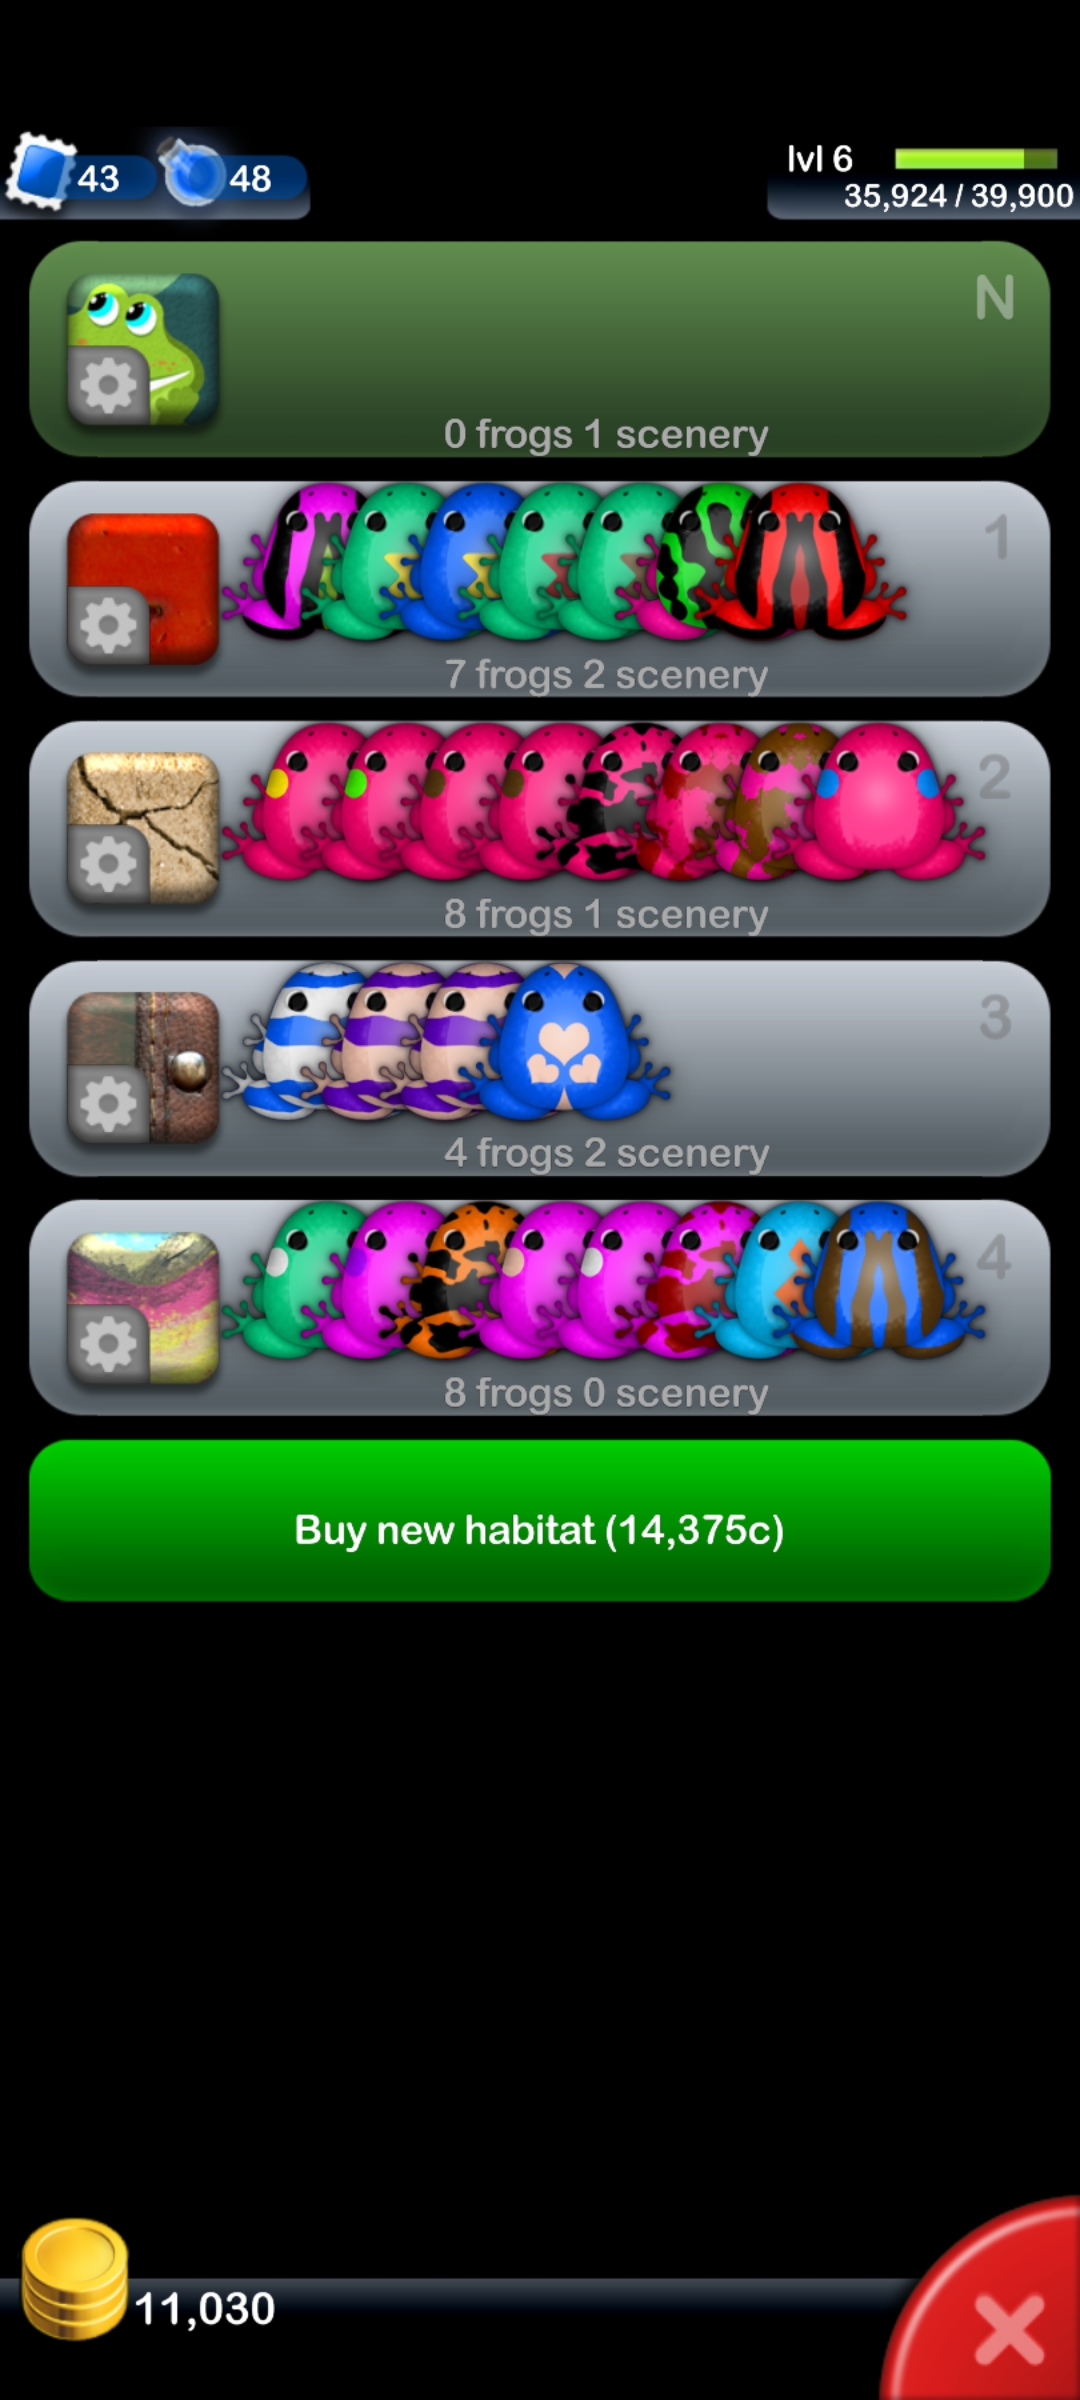 43
48
lvl 6
35,924 / 39,900
N
0 frogs 1 scenery
1
7 frogs 2 scenery
2
8 frogs 1 scenery
3
4 frogs 2 scenery
4
8 frogs 0 scenery
Buy new habitat (14,375c)
11,030